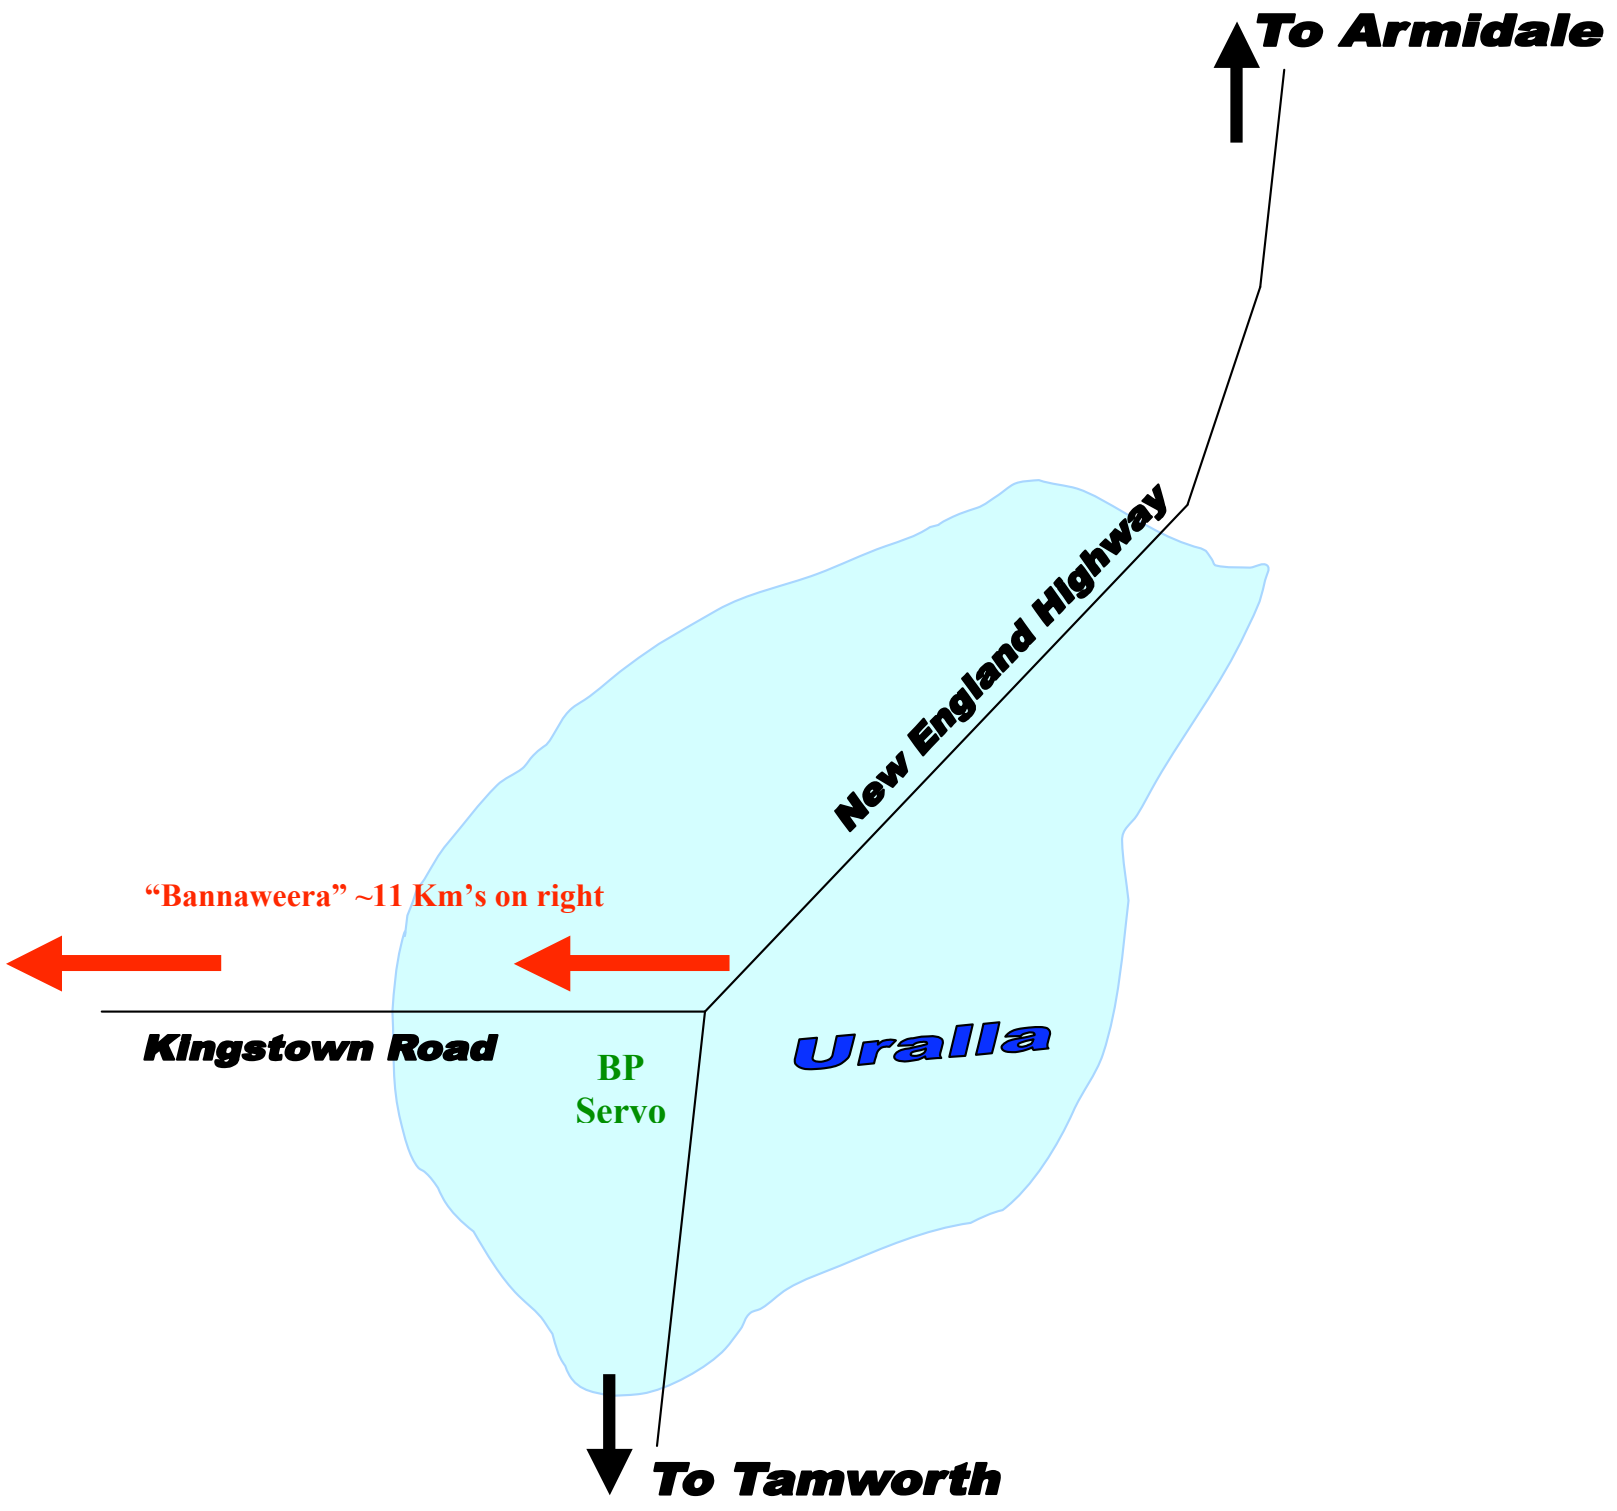 To Armidale
New England Highway
“Bannaweera” ~11 Km’s on right
Kingstown Road
Uralla
BP
Servo
To Tamworth